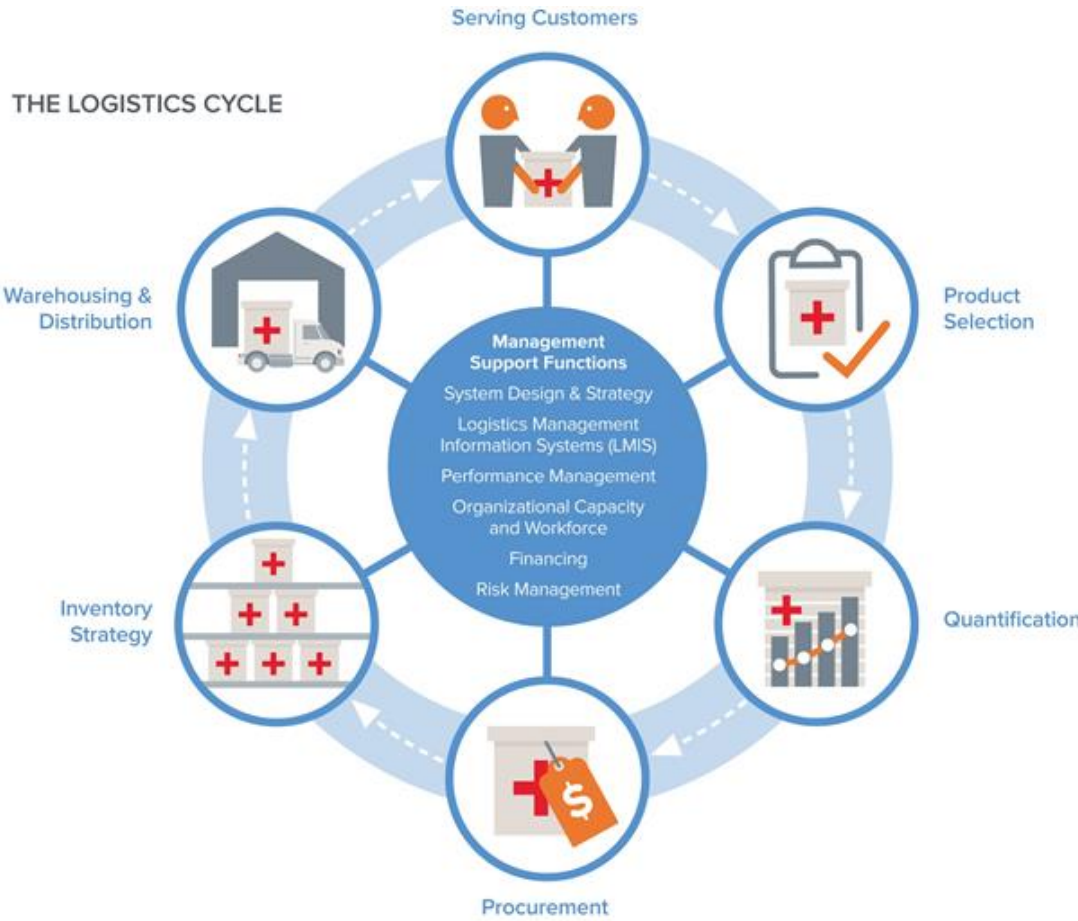 Serving Customers
THE LOGISTICS CYCLE
Warehousing &
Distribution
Product
Selection
Management
Support Functions
System Design & Strategy
Logistics Management
Information Systems (LMIS)
Performance Management
Organizational Capacity
and Workforce
Financing
Risk Management
Inventory
Strategy
Quantification
$
Procurement